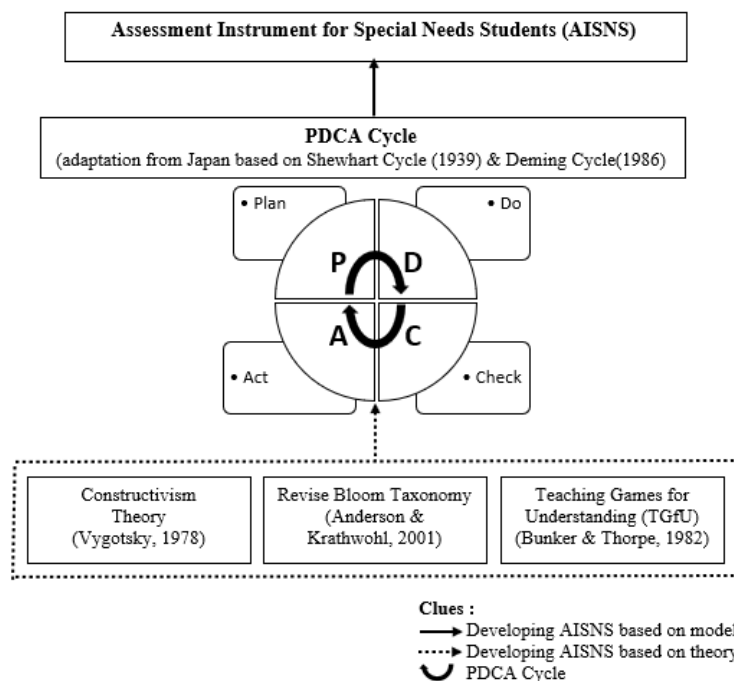 Assessment Instrument for Special Needs Students (AISNS)
PDCA Cycle
(adaptation from Japan based on Shewhart Cycle (1939) & Deming Cycle(1986)
• Plan
• Do
P
D
A
C
• Act
• Check
Constructivism
Theory
(Vygotsky, 1978)
Revise Bloom Taxonomy
(Anderson &
Krathwohl, 2001)
Teaching Games for
Understanding (TGfU)
(Bunker & Thorpe, 1982)
Clues :
Developing AISNS based on model
Developing AISNS based on theory
PDCA Cycle